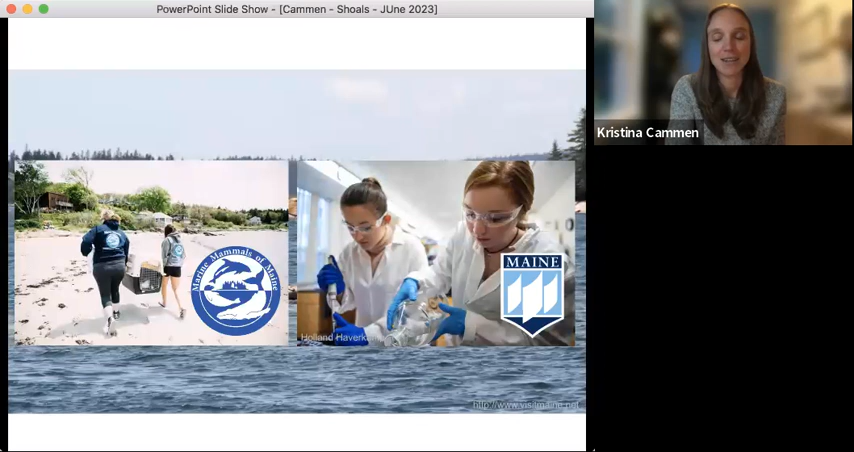 PowerPoint Slide Show - [Cammen - Shoals - JUne 2023]
Kristina Cammen
Marine Mammals of Maine
MAINE
Holland Haverkamp
http://www.visitmaine.net